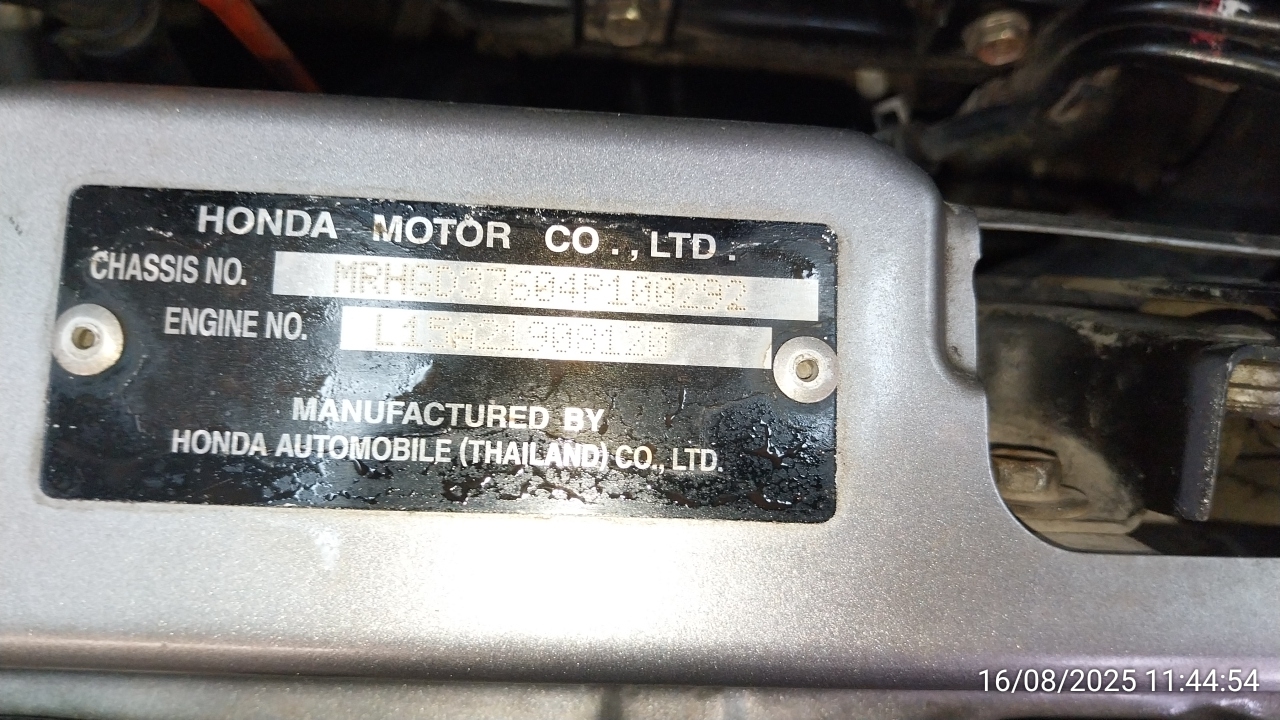 HONDA MOTOR CO., LTD.
CHASSIS NO. MRHGD37604P100292
ENGINE NO.
MANUFACTURED BY
HONDA AUTOMOBILE (THAILAND) CO., LTD.
16/08/2025 11:44:54